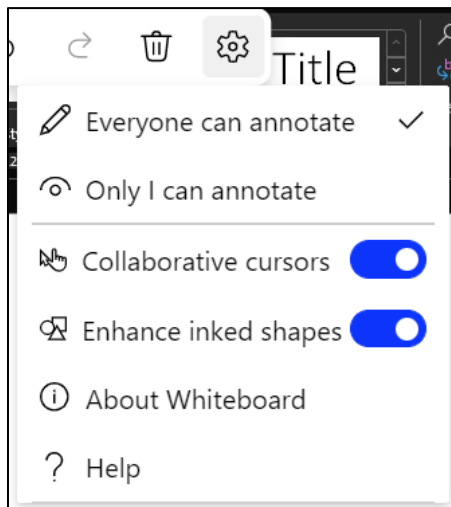 Title
Everyone can annotate
Only I can annotate
Collaborative cursors
Enhance inked shapes
About Whiteboard
Help